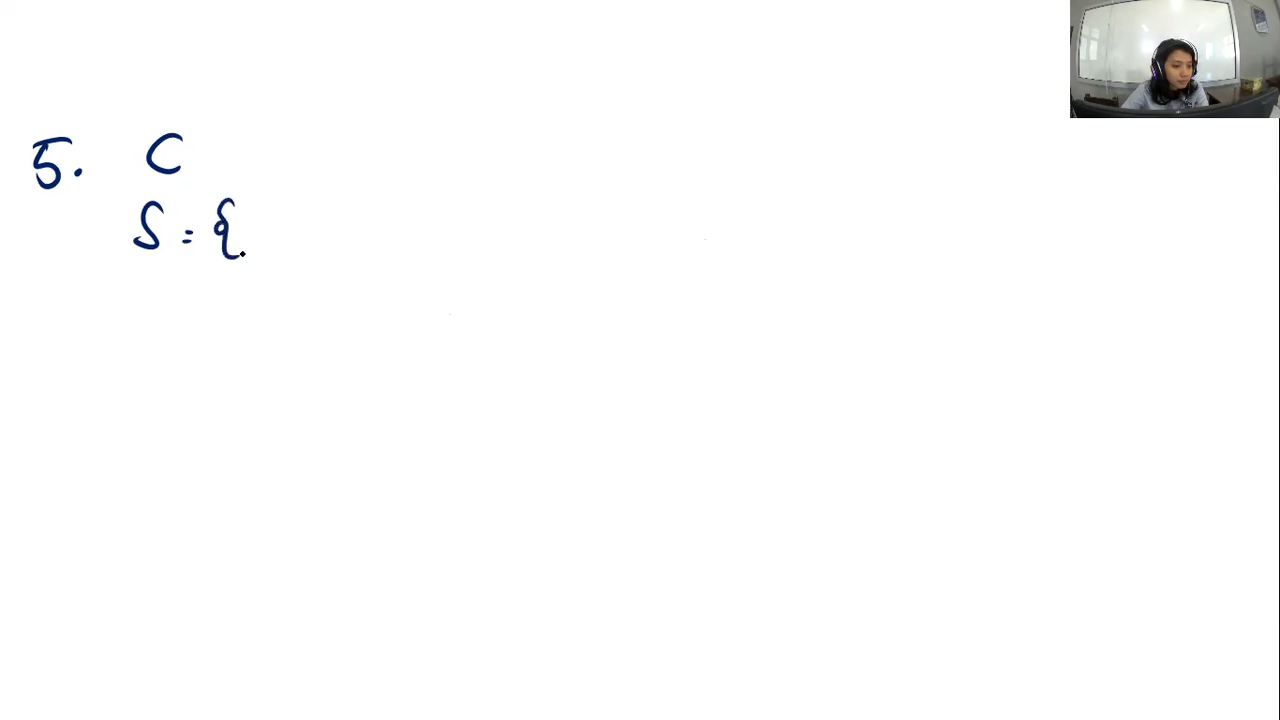 5. C
S = {